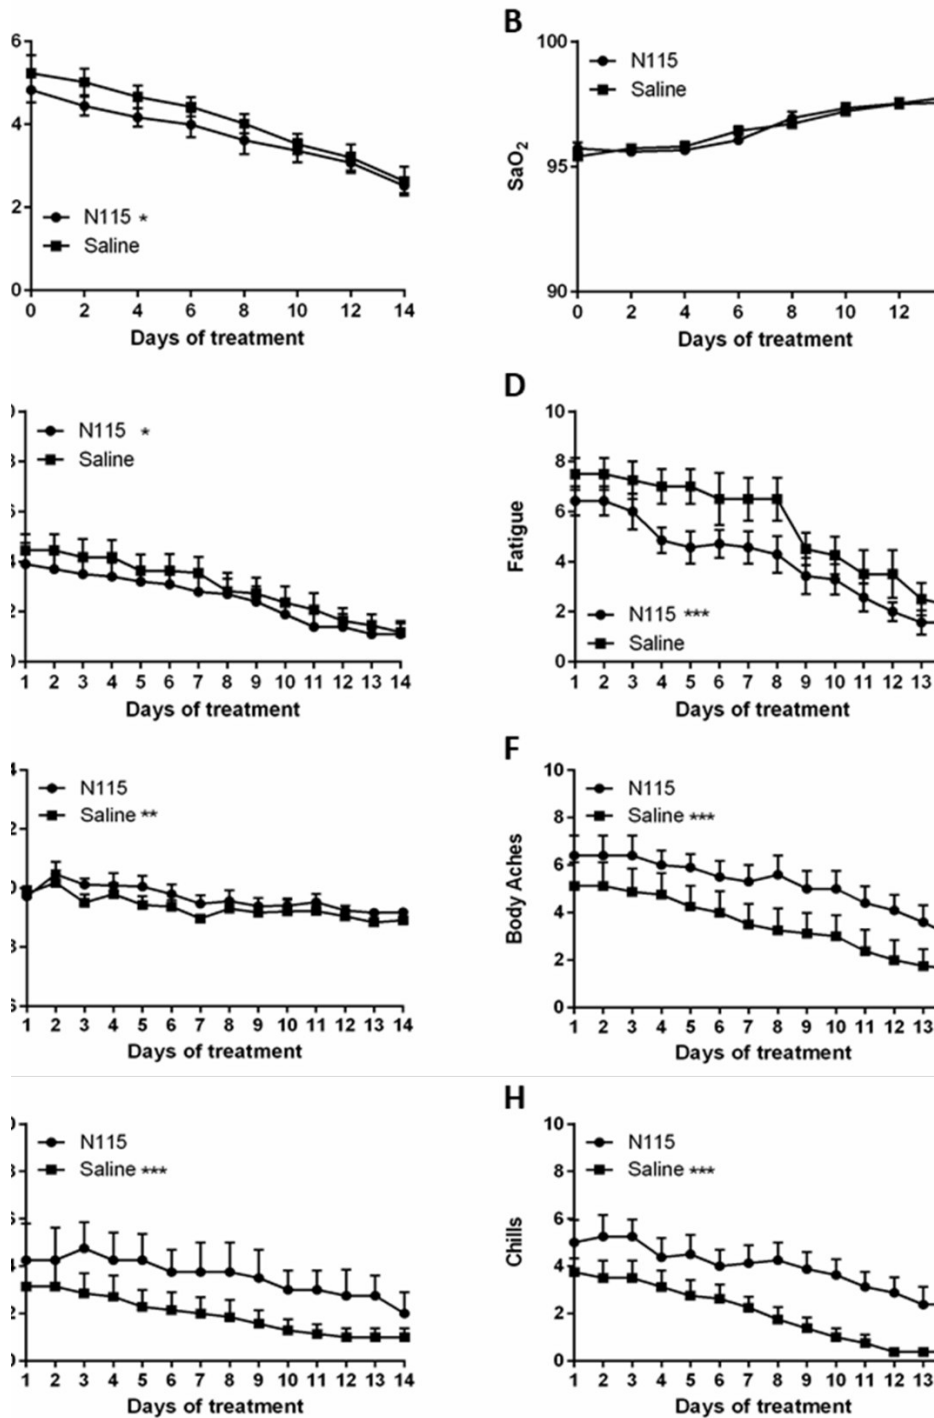 B
6
4
2
0
N115 *
Saline
0 2 4 6 8 10 12 14
Days of treatment
100
95
90
SaO2
N115
Saline
0 2 4 6 8 10 12
Days of treatment
N115 *
Saline
1 2 3 4 5 6 7 8 9 10 11 12 13 14
Days of treatment
D
10
8
6
4
2
0
Fatigue
N115 ***
Saline
1 2 3 4 5 6 7 8 9 10 11 12 13
Days of treatment
N115
Saline **
1 2 3 4 5 6 7 8 9 10 11 12 13 14
Days of treatment
F
10
8
6
4
2
0
Body Aches
N115
Saline ***
1 2 3 4 5 6 7 8 9 10 11 12 13
Days of treatment
N115
Saline ***
1 2 3 4 5 6 7 8 9 10 11 12 13 14
Days of treatment
H
10
8
6
4
2
0
Chills
N115
Saline ***
1 2 3 4 5 6 7 8 9 10 11 12 13
Days of treatment